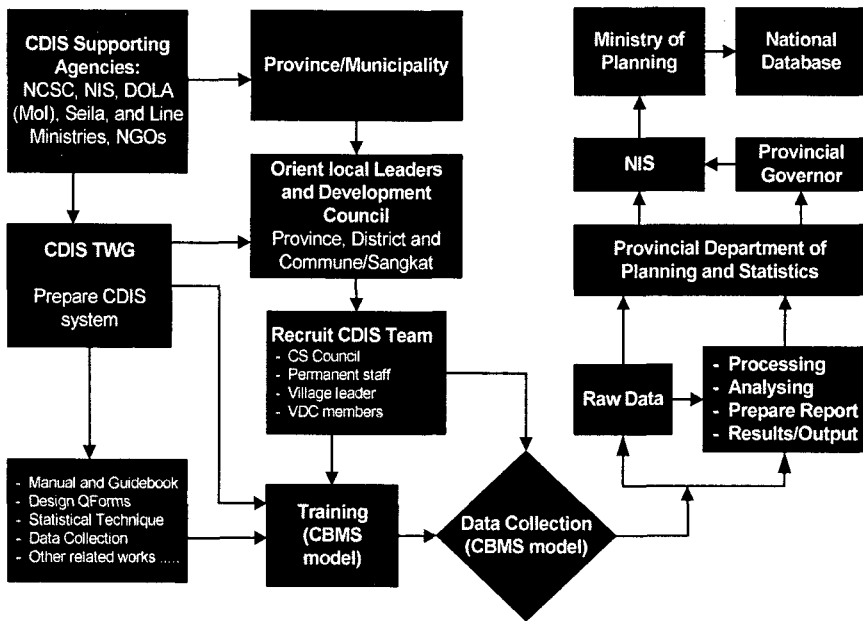 CDIS Supporting
Agencies:
NCSC, NIS, DOLA
(MoI), Seila, and Line
Ministries, NGOs
Province/Municipality
Orient local Leaders
and Development
Council
Province, District and
Commune/Sangkat
CDIS TWG
Prepare CDIS
system
Recruit CDIS Team
- CS Council
- Permanent staff
- Village leader
- VDC members
- Manual and Guidebook
- Design QForms
- Statistical Technique
- Data Collection
- Other related works .....
Training
(CBMS
model)
Data Collection
(CBMS model)
Ministry of
Planning
National
Database
NIS
Provincial
Governor
Provincial Department of
Planning and Statistics
Raw Data
- Processing
- Analysing
- Prepare Report
- Results/Output